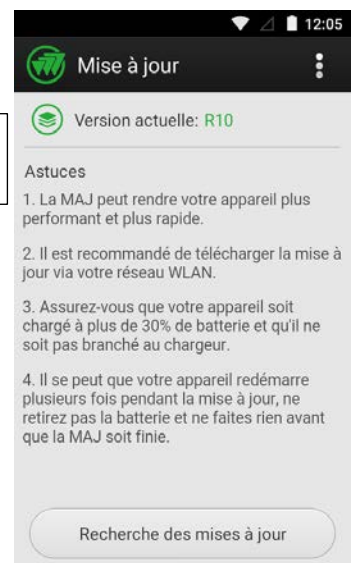 12:05
Mise à jour
Version actuelle: R10
Astuces
1. La MAJ peut rendre votre appareil plus
performant et plus rapide.
2. Il est recommandé de télécharger la mise à
jour via votre réseau WLAN.
3. Assurez-vous que votre appareil soit
chargé à plus de 30% de batterie et qu'il ne
soit pas branché au chargeur.
4. Il se peut que votre appareil redémarre
plusieurs fois pendant la mise à jour, ne
retirez pas la batterie et ne faites rien avant
que la MAJ soit finie.
Recherche des mises à jour